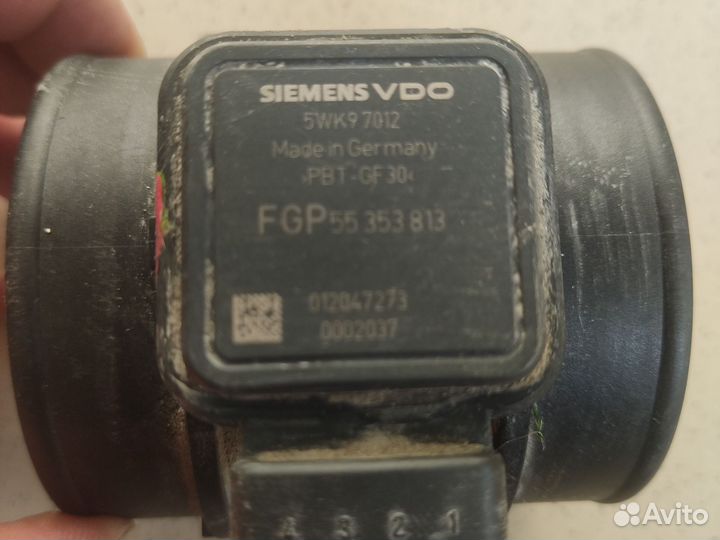 SIEMENS VDO
5WK9 7012
Made in Germany
›PBT-GF30‹
FGP 55 353 813
012047273
0002037
4 3 2 1
Avito